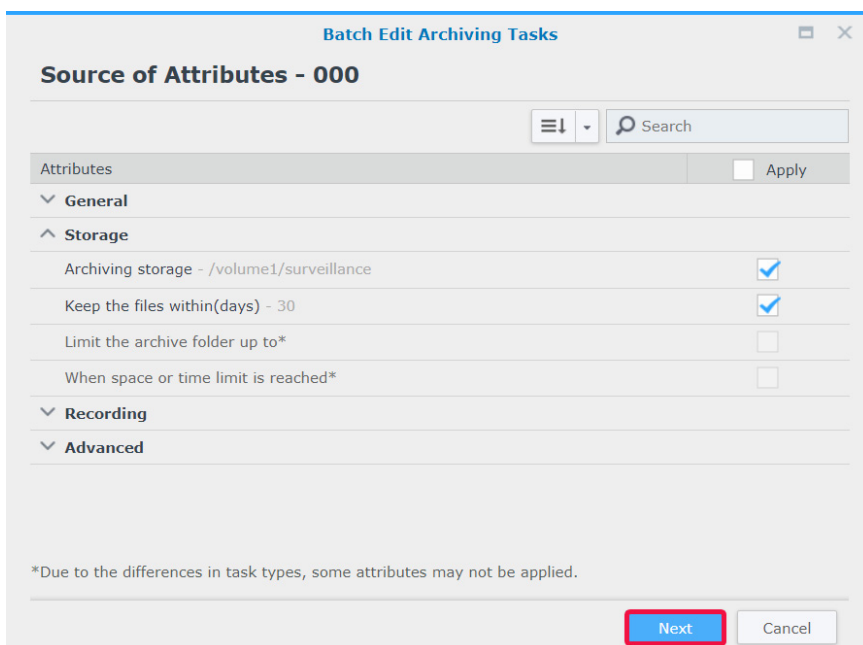 Batch Edit Archiving Tasks
Source of Attributes - 000
Search
Attributes Apply
General
Storage
Archiving storage - /volume1/surveillance
Keep the files within(days) - 30
Limit the archive folder up to*
When space or time limit is reached*
Recording
Advanced
*Due to the differences in task types, some attributes may not be applied.
Next Cancel